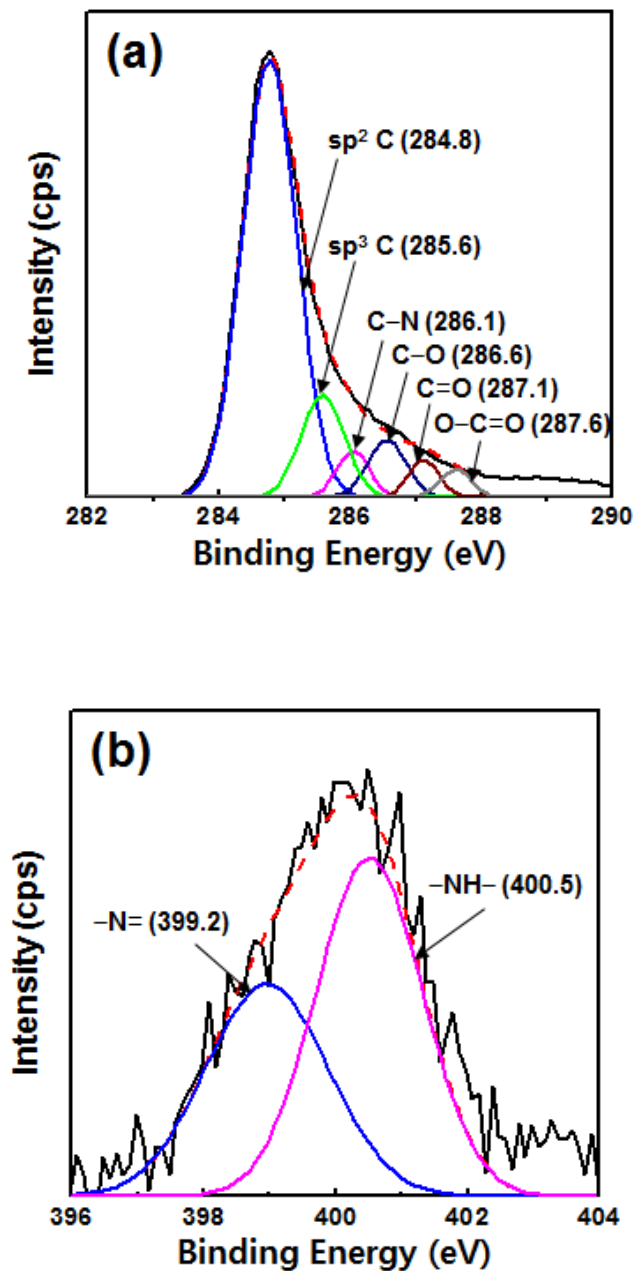 (a)
sp² C (284.8)
sp³ C (285.6)
C–N (286.1)
C–O (286.6)
C=O (287.1)
O–C=O (287.6)
Intensity (cps)
282 284 286 288 290
Binding Energy (eV)
(b)
–N= (399.2)
–NH– (400.5)
Intensity (cps)
396 398 400 402 404
Binding Energy (eV)